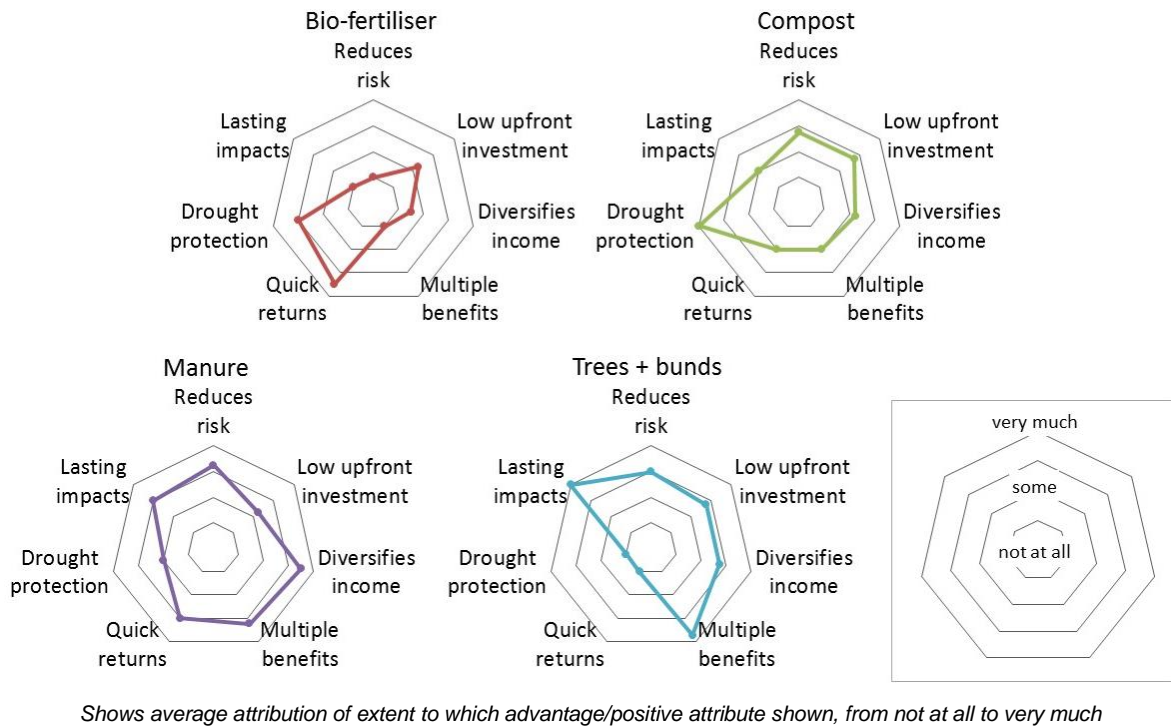 Bio-fertiliser
Reduces
risk
Low upfront
investment
Diversifies
income
Multiple
benefits
Quick
returns
Drought
protection
Lasting
impacts
Compost
Reduces
risk
Low upfront
investment
Diversifies
income
Multiple
benefits
Quick
returns
Drought
protection
Lasting
impacts
Manure
Reduces
risk
Low upfront
investment
Diversifies
income
Multiple
benefits
Quick
returns
Drought
protection
Lasting
impacts
Trees + bunds
Reduces
risk
Low upfront
investment
Diversifies
income
Multiple
benefits
Quick
returns
Drought
protection
Lasting
impacts
very much
some
not at all
Shows average attribution of extent to which advantage/positive attribute shown, from not at all to very much